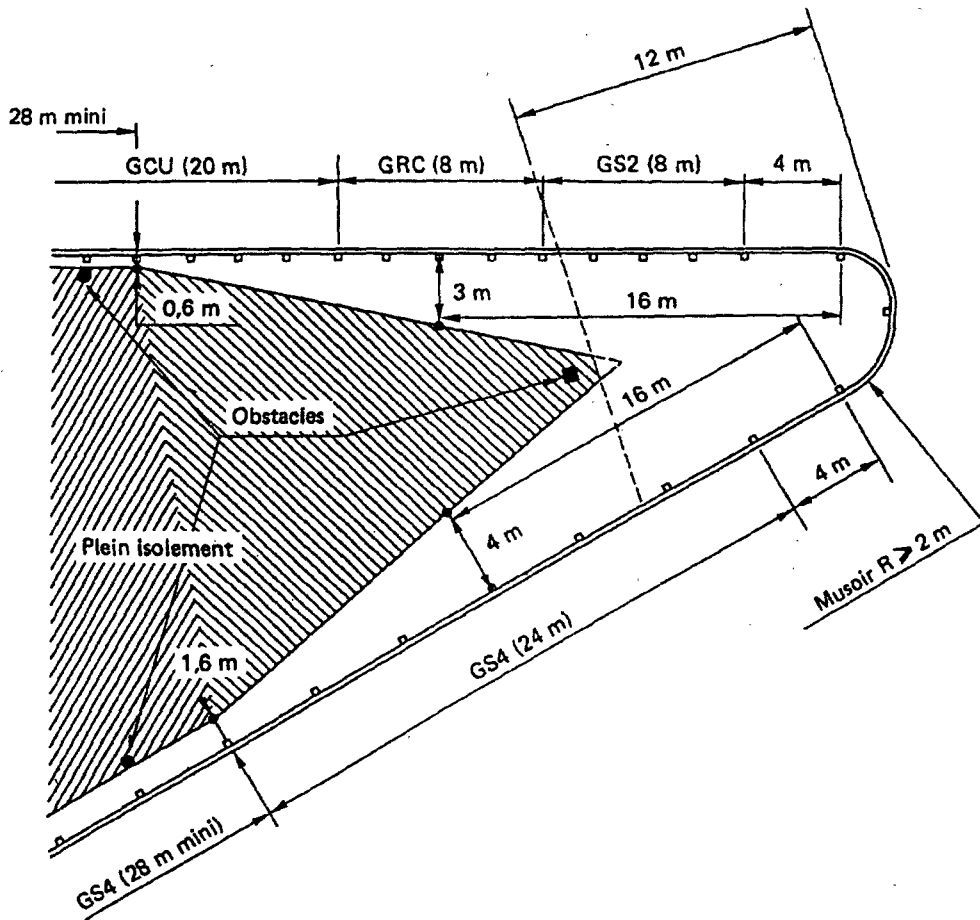 12 m
28 m mini
GCU (20 m)
GRC (8 m)
GS2 (8 m)
4 m
0,6 m
3 m
16 m
16 m
Obstacies
4 m
4 m
Plein isolement
Musoir R ⩾ 2 m
1,6 m
GS4 (24 m)
GS4 (28 m mini)